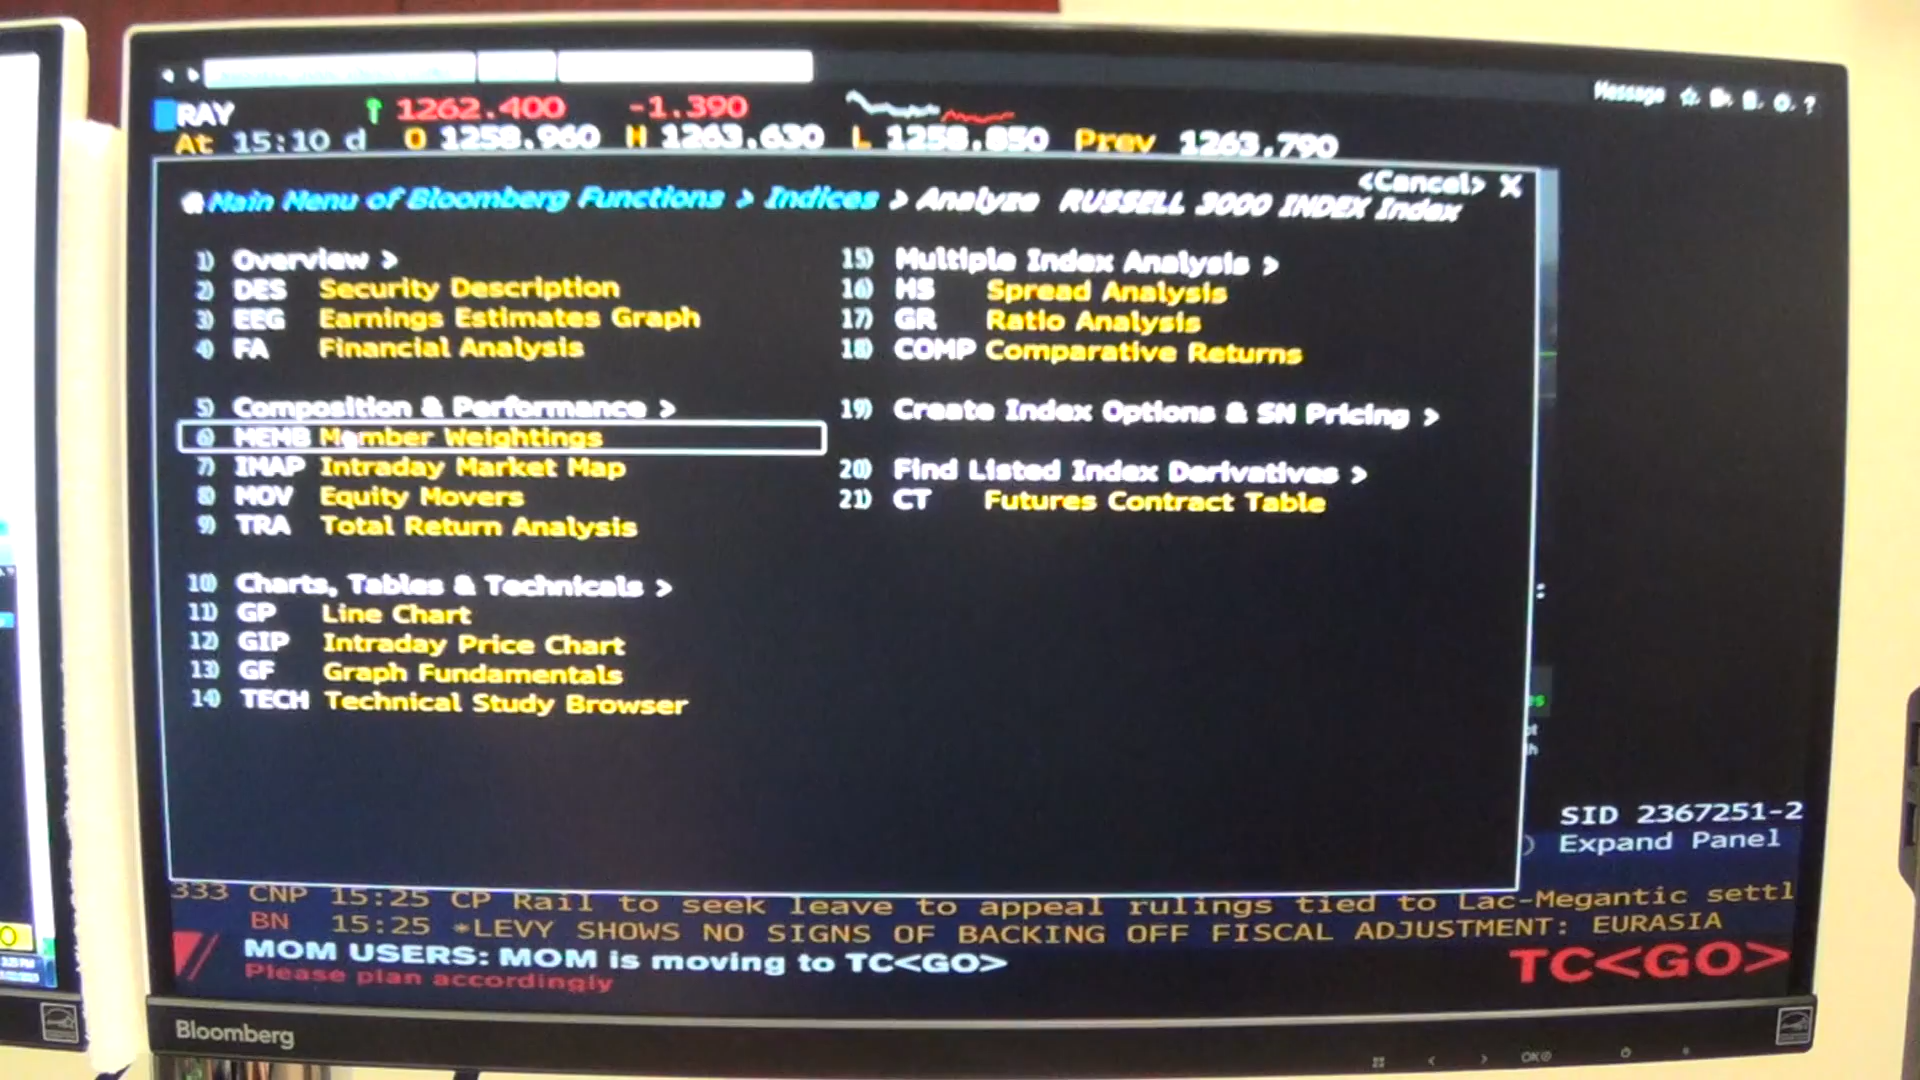 RAY 1262.400 -1.390
Message ?
At 15:10 d O 1258.960 H 1263.630 L 1258.850 Prev 1263.790
<Cancel> X
Main Menu of Bloomberg Functions > Indices > Analyze RUSSELL 3000 INDEX Index
1) Overview >
2) DES Security Description
3) EEG Earnings Estimates Graph
4) FA Financial Analysis
5) Composition & Performance >
6) MEMB Member Weightings
7) IMAP Intraday Market Map
8) MOV Equity Movers
9) TRA Total Return Analysis
10) Charts, Tables & Technicals >
11) GP Line Chart
12) GIP Intraday Price Chart
13) GF Graph Fundamentals
14) TECH Technical Study Browser
15) Multiple Index Analysis >
16) HS Spread Analysis
17) GR Ratio Analysis
18) COMP Comparative Returns
19) Create Index Options & SN Pricing >
20) Find Listed Index Derivatives >
21) CT Futures Contract Table
SID 2367251-2
Expand Panel
333 CNP 15:25 CP Rail to seek leave to appeal rulings tied to Lac-Megantic settl
BN 15:25 *LEVY SHOWS NO SIGNS OF BACKING OFF FISCAL ADJUSTMENT: EURASIA
MOM USERS: MOM is moving to TC<GO>
Please plan accordingly
TC<GO>
Bloomberg
OK